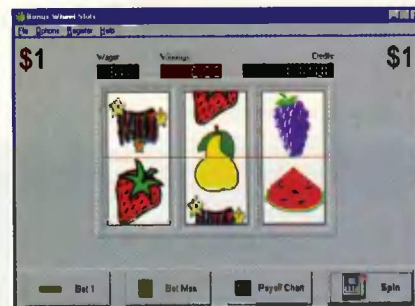 Bonus Wheel Slots
File Options Register Help
$1 Wager Winnings Credits $1
Bet 1 Bet Max Payoff Chart Spin